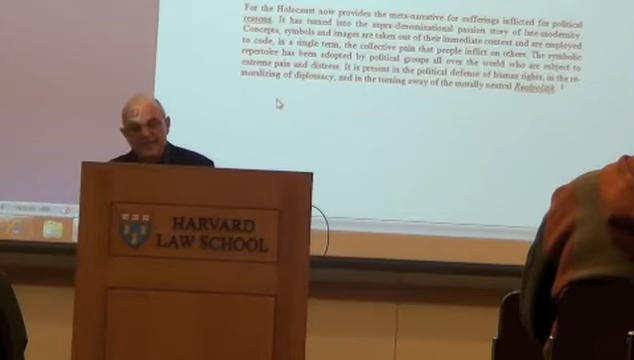 For the Holocaust now provides the meta-narrative for sufferings inflicted for political
reasons. It has turned into the supra-denominational passion story of late-modernity.
Concepts, symbols and images are taken out of their immediate context and are employed
to code, in a single term, the collective pain that people inflict on others. The symbolic
repertoire has been adopted by political groups all over the world who are subject to
extreme pain and distress. It is present in the political defense of human rights, in the re-
moralizing of diplomacy, and in the turning away of the morally neutral Realpolitik.
HARVARD
LAW SCHOOL